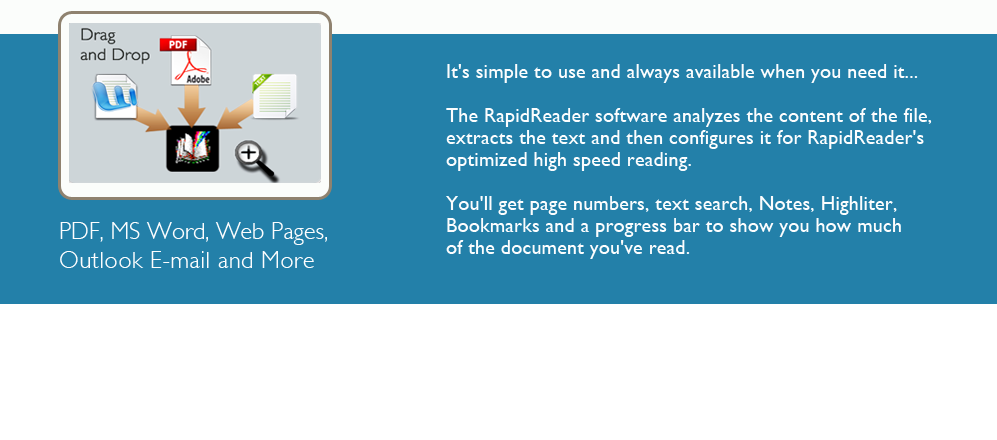 Drag
and Drop
PDF
Adobe
TEXT
PDF, MS Word, Web Pages,
Outlook E-mail and More
It's simple to use and always available when you need it...
The RapidReader software analyzes the content of the file,
extracts the text and then configures it for RapidReader's
optimized high speed reading.
You'll get page numbers, text search, Notes, Highliter,
Bookmarks and a progress bar to show you how much
of the document you've read.